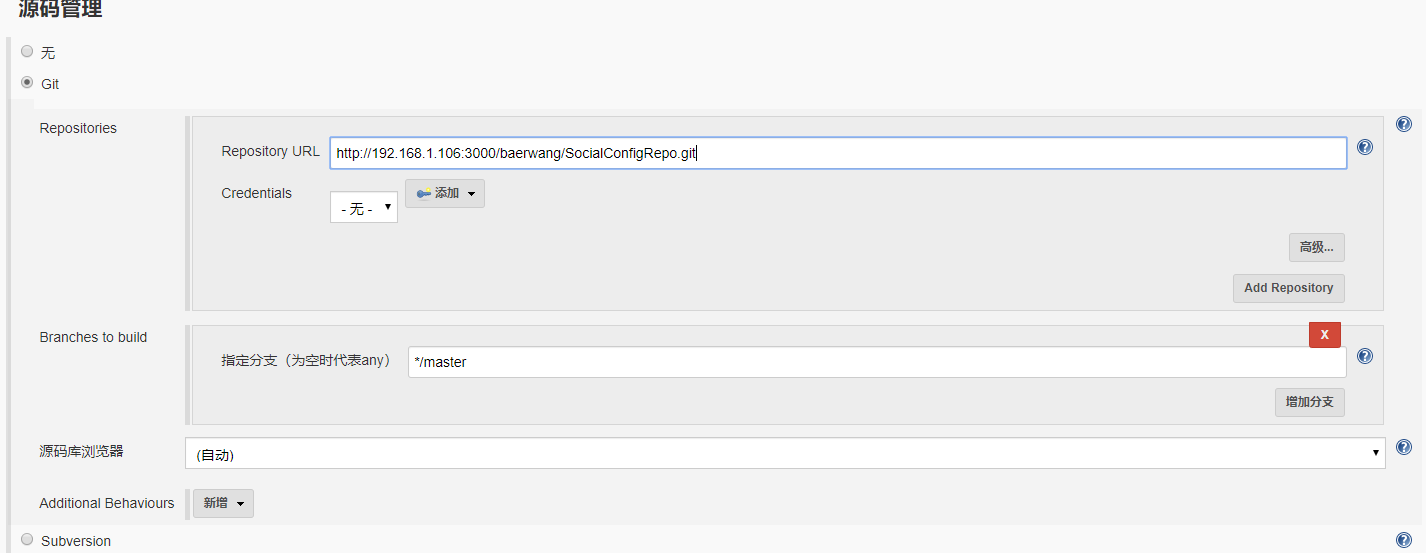 源码管理
无
Git
Repositories
Repository URL http://192.168.1.106:3000/baerwang/SocialConfigRepo.git
Credentials - 无 - 添加
高级...
Add Repository
Branches to build
X
指定分支（为空时代表any） */master
增加分支
源码库浏览器 (自动)
Additional Behaviours 新增
Subversion